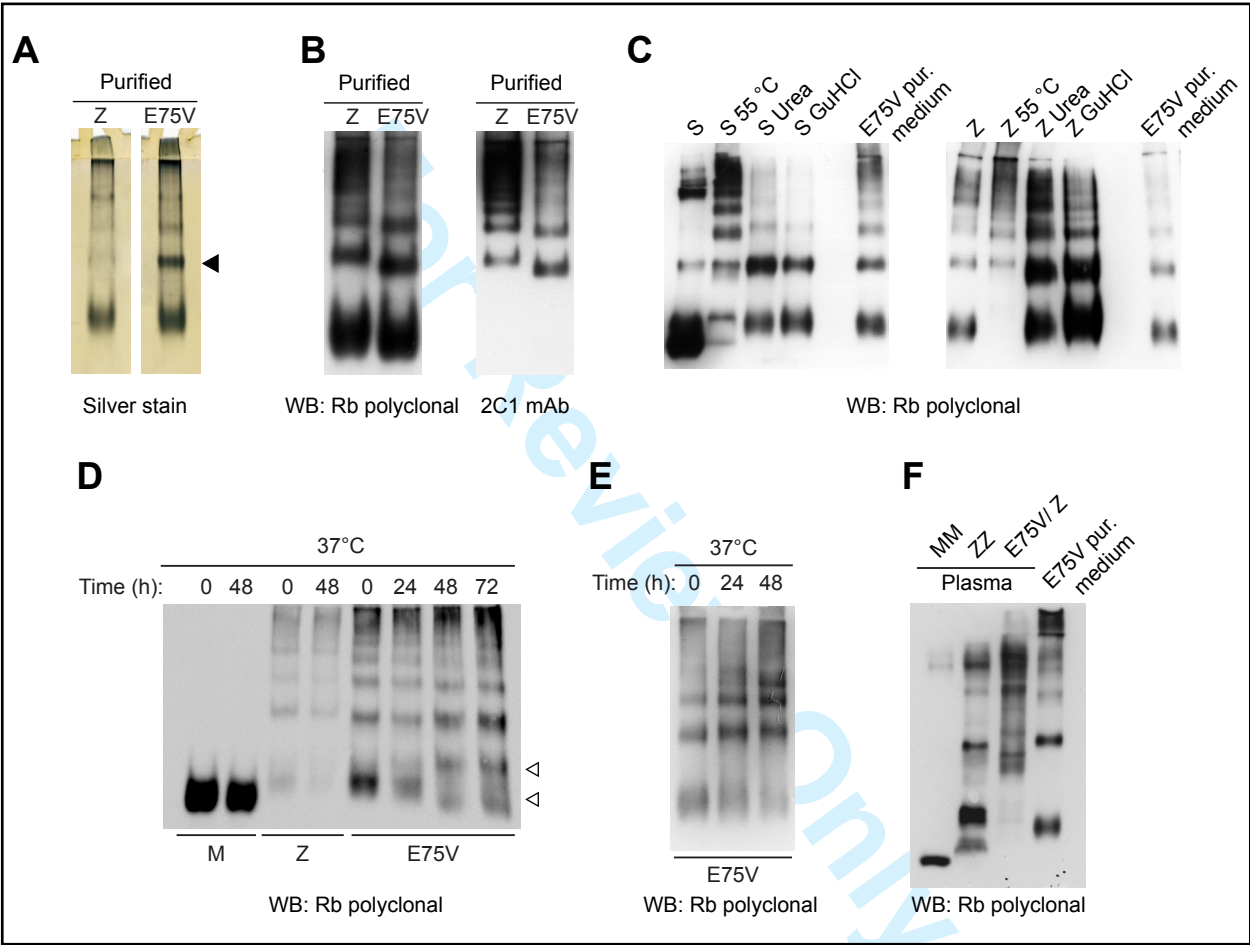 A
Purified
Z E75V
Silver stain
B
Purified
Z E75V
Purified
Z E75V
WB: Rb polyclonal 2C1 mAb
C
S
S 55 °C
S Urea
S GuHCl
E75V pur.
medium
Z
Z 55 °C
Z Urea
Z GuHCl
E75V pur.
medium
WB: Rb polyclonal
D
37°C
Time (h): 0 48 0 48 0 24 48 72
M Z E75V
WB: Rb polyclonal
E
37°C
Time (h): 0 24 48
E75V
WB: Rb polyclonal
F
MM
ZZ
E75V/ Z
Plasma
E75V pur.
medium
WB: Rb polyclonal
For Review Only